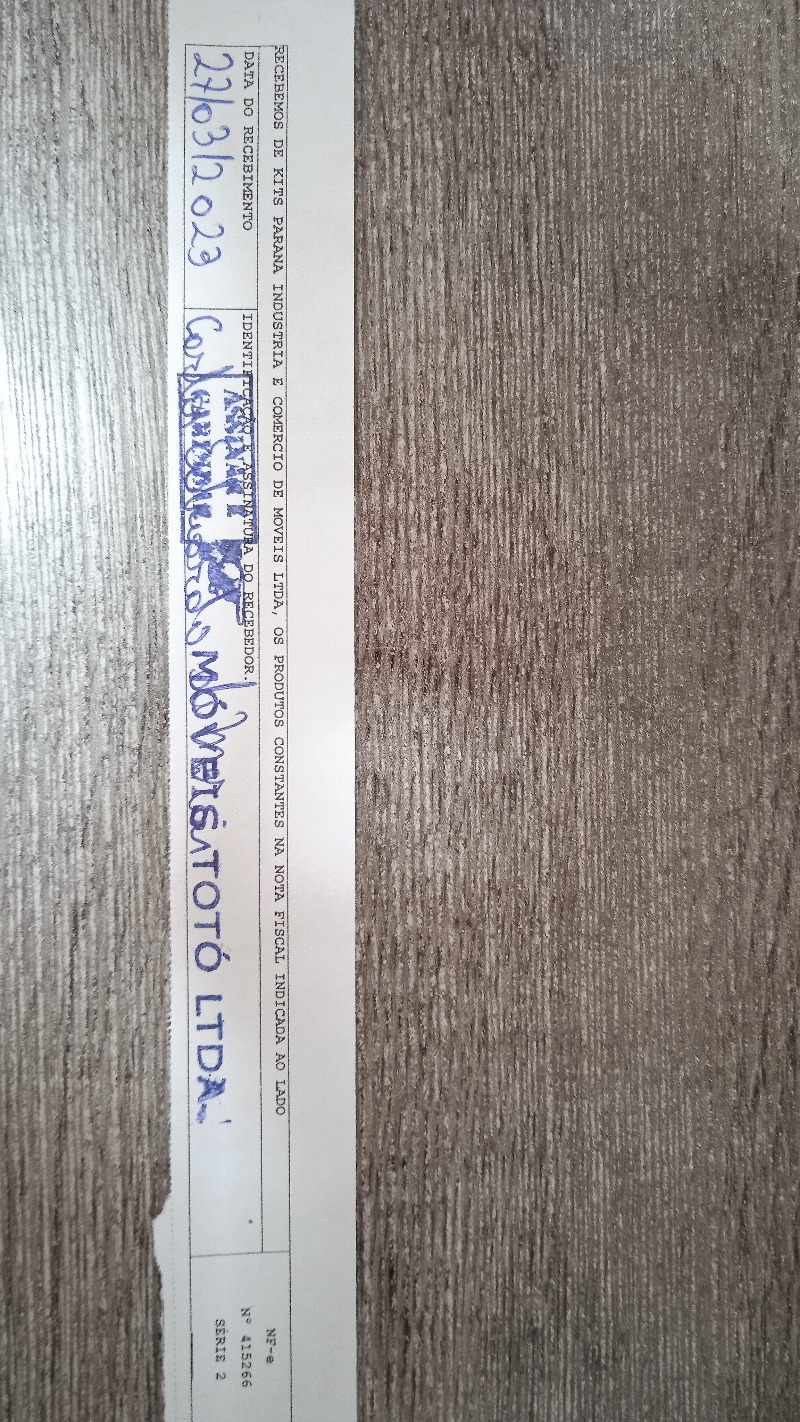 RECEBEMOS DE KITS PARANA INDUSTRIA E COMERCIO DE MOVEIS LTDA, OS PRODUTOS CONSTANTES NA NOTA FISCAL INDICADA AO LADO
DATA DO RECEBIMENTO
27/03/2023
IDENTIFICAÇÃO E ASSINATURA DO RECEBEDOR.
MÓVEIS TOTÓ LTDA
NF-e
Nº 415266
SÉRIE 2